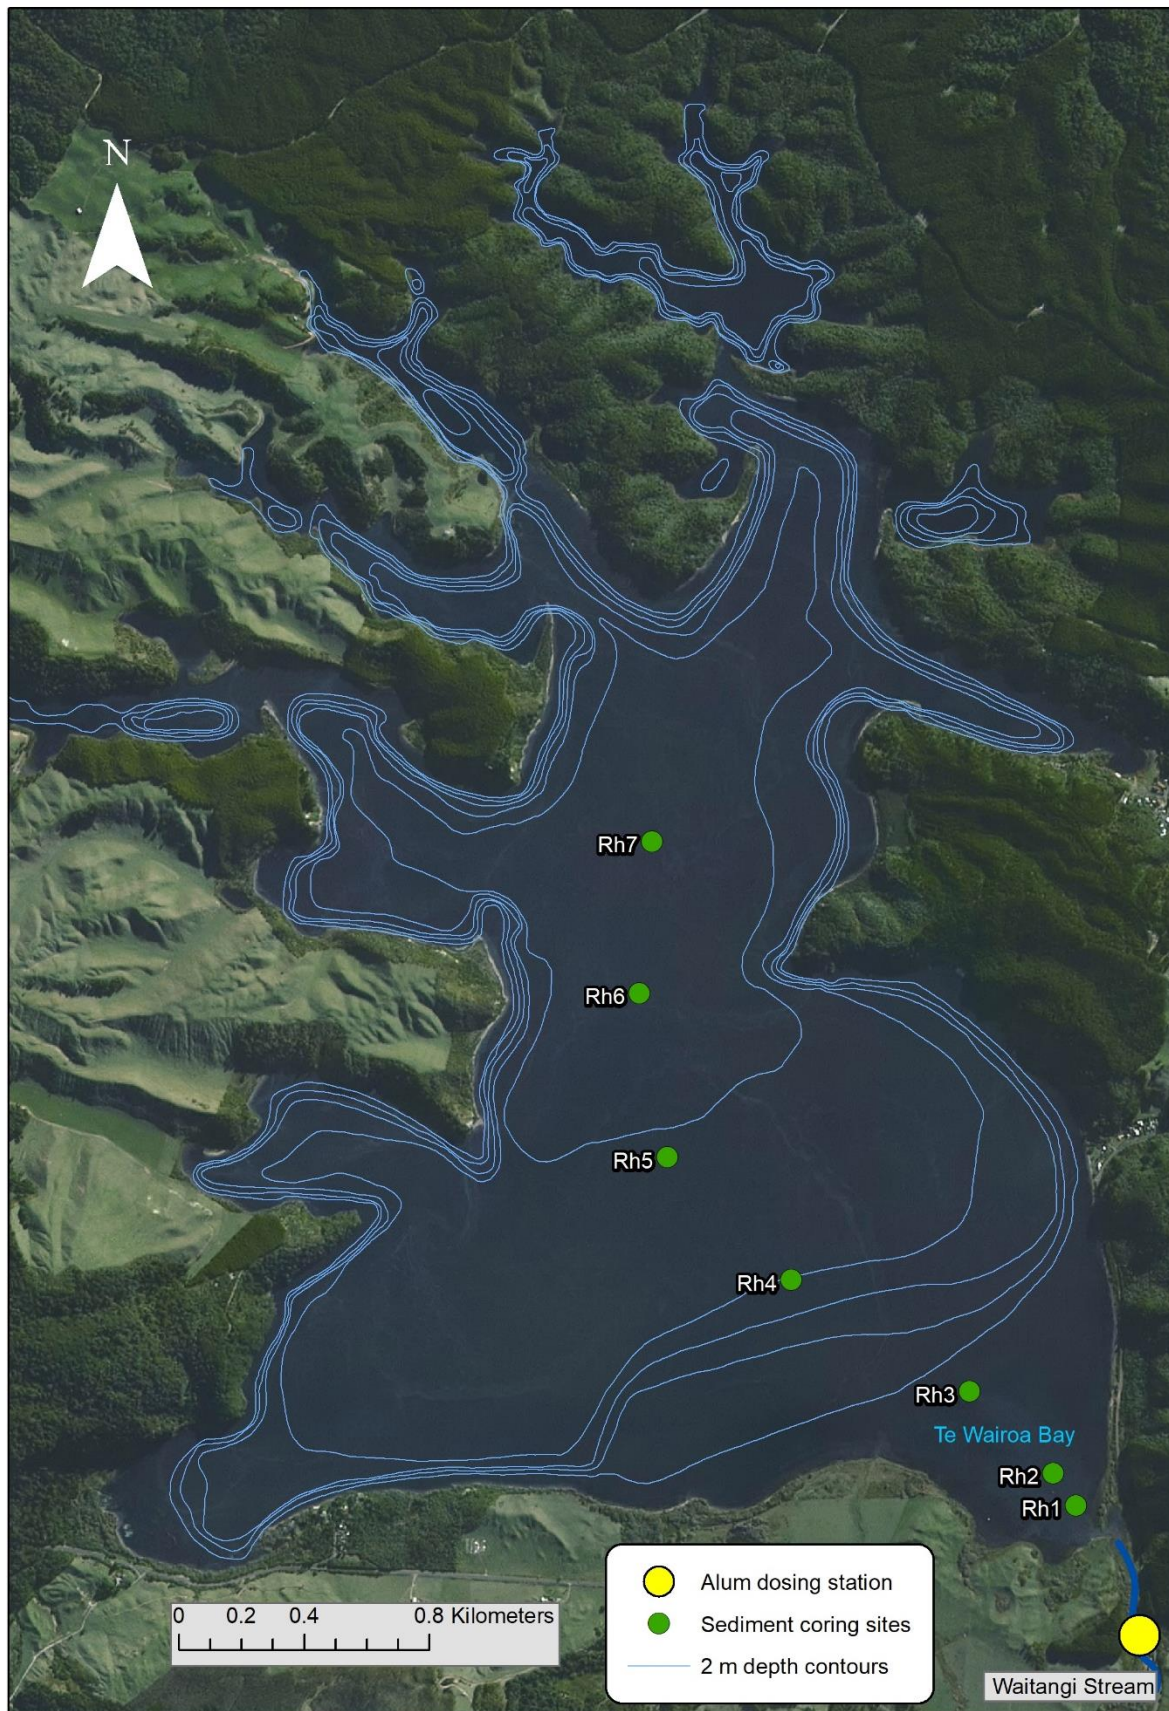 N
Rh7
Rh6
Rh5
Rh4
Rh3
Te Wairoa Bay
Rh2
Rh1
0 0.2 0.4 0.8 Kilometers
Alum dosing station
Sediment coring sites
2 m depth contours
Waitangi Stream